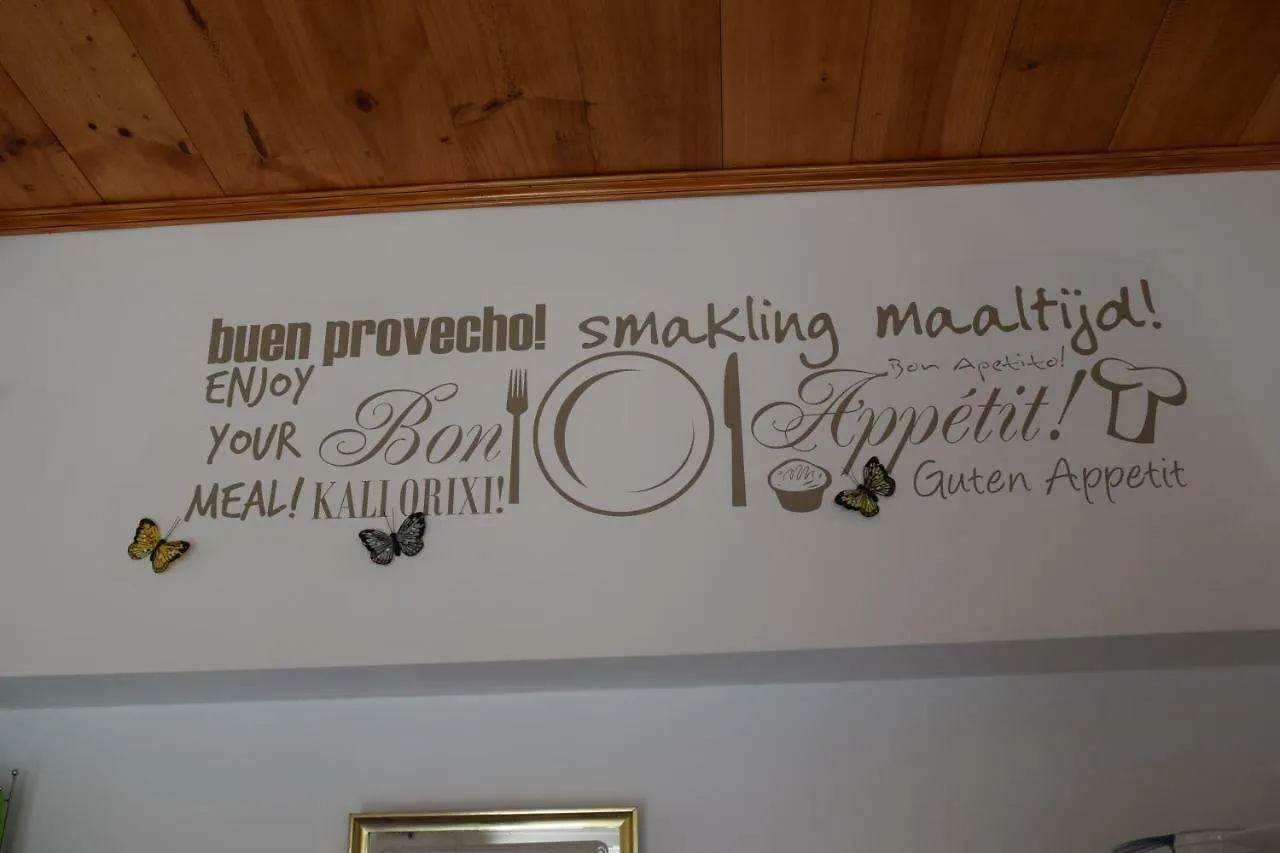 buen provecho! smakling maaltijd!
ENJOY
YOUR
MEAL!
Bon Appétit!
Bon Apetito!
KALI ORIXI!
Guten Appetit